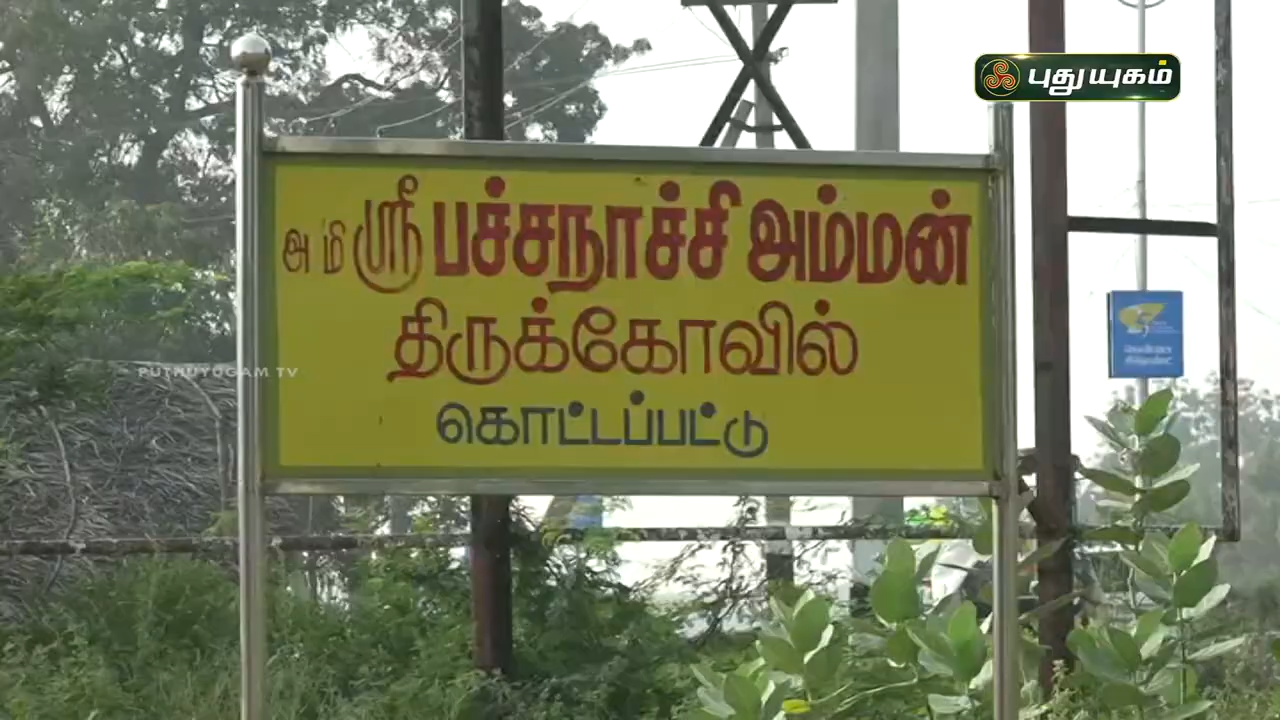 புதுயுகம்
அ மி ஸ்ரீ பச்சநாச்சி அம்மன்
திருக்கோவில்
PUTHUYUGAM TV
கொட்டப்பட்டு